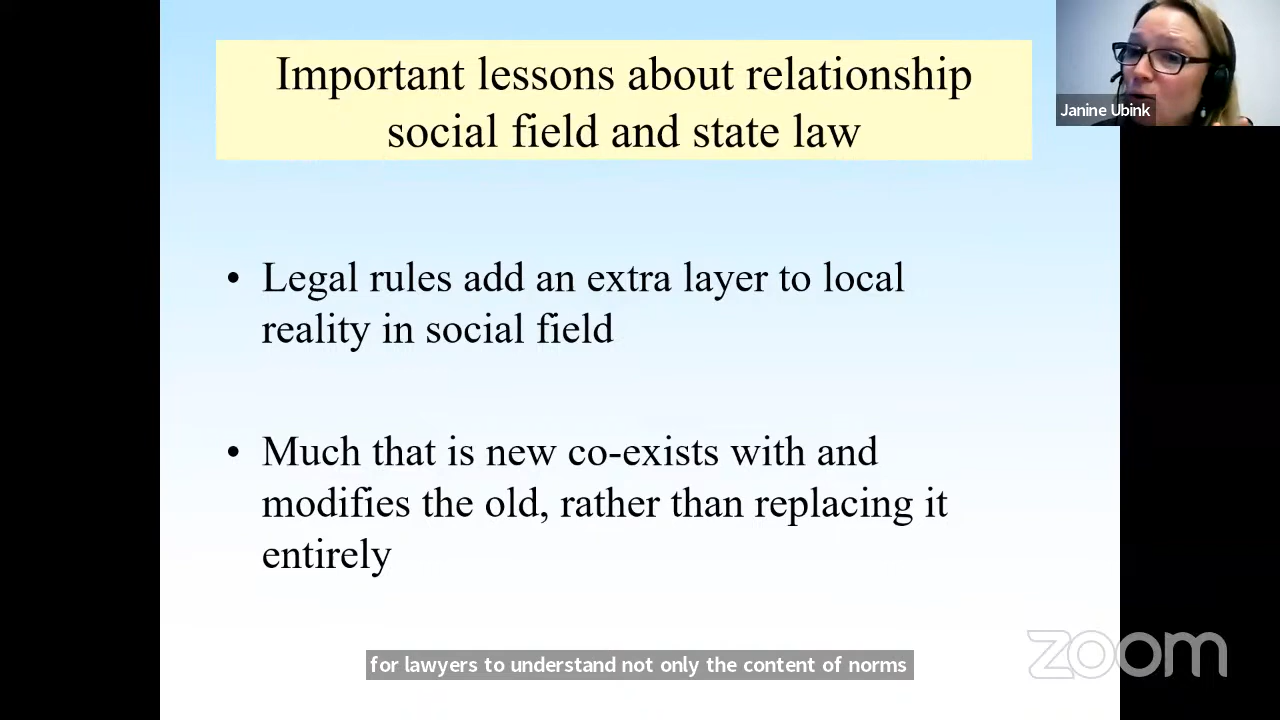 Important lessons about relationship
social field and state law
Janine Ubink
• Legal rules add an extra layer to local
reality in social field
• Much that is new co-exists with and
modifies the old, rather than replacing it
entirely
for lawyers to understand not only the content of norms
zoom